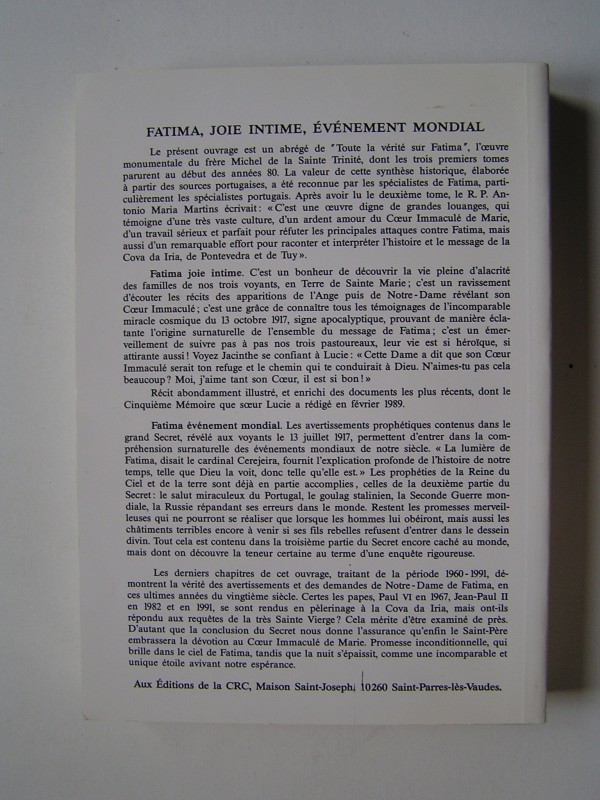 FATIMA, JOIE INTIME, ÉVÉNEMENT MONDIAL
Le présent ouvrage est un abrégé de "Toute la vérité sur Fatima", l'œuvre
monumentale du frère Michel de la Sainte Trinité, dont les trois premiers tomes
parurent au début des années 80. La valeur de cette synthèse historique, élaborée
à partir des sources portugaises, a été reconnue par les spécialistes de Fatima, parti-
culièrement les spécialistes portugais. Après avoir lu le deuxième tome, le R. P. An-
tonio Maria Martins écrivait : « C'est une œuvre digne de grandes louanges, qui
témoigne d'une très vaste culture, d'un ardent amour du Cœur Immaculé de Marie,
d'un travail sérieux et parfait pour réfuter les principales attaques contre Fatima, mais
aussi d'un remarquable effort pour raconter et interpréter l'histoire et le message de la
Cova da Iria, de Pontevedra et de Tuy ».
Fatima joie intime. C'est un bonheur de découvrir la vie pleine d'alacrité
des familles de nos trois voyants, en Terre de Sainte Marie ; c'est un ravissement
d'écouter les récits des apparitions de l'Ange puis de Notre-Dame révélant son
Cœur Immaculé ; c'est une grâce de connaître tous les témoignages de l'incomparable
miracle cosmique du 13 octobre 1917, signe apocalyptique, prouvant de manière écla-
tante l'origine surnaturelle de l'ensemble du message de Fatima ; c'est un émer-
veillement de suivre pas à pas nos trois pastoureaux, leur vie est si héroïque, si
attirante aussi ! Voyez Jacinthe se confiant à Lucie : « Cette Dame a dit que son Cœur
Immaculé serait ton refuge et le chemin qui te conduirait à Dieu. N'aimes-tu pas cela
beaucoup ? Moi, j'aime tant son Cœur, il est si bon ! »
Récit abondamment illustré, et enrichi des documents les plus récents, dont le
Cinquième Mémoire que sœur Lucie a rédigé en février 1989.
Fatima événement mondial. Les avertissements prophétiques contenus dans le
grand Secret, révélé aux voyants le 13 juillet 1917, permettent d'entrer dans la com-
préhension surnaturelle des événements mondiaux de notre siècle. « La lumière de
Fatima, disait le cardinal Cerejeira, fournit l'explication profonde de l'histoire de notre
temps, telle que Dieu la voit, donc telle qu'elle est. » Les prophéties de la Reine du
Ciel et de la terre sont déjà en partie accomplies, celles de la deuxième partie du
Secret : le salut miraculeux du Portugal, le goulag stalinien, la Seconde Guerre mon-
diale, la Russie répandant ses erreurs dans le monde. Restent les promesses merveil-
leuses qui ne pourront se réaliser que lorsque les hommes lui obéiront, mais aussi les
châtiments terribles encore à venir si ses fils rebelles refusent d'entrer dans le dessein
divin. Tout cela est contenu dans la troisième partie du Secret encore caché au monde,
mais dont on découvre la teneur certaine au terme d'une enquête rigoureuse.
Les derniers chapitres de cet ouvrage, traitant de la période 1960-1991, dé-
montrent la vérité des avertissements et des demandes de Notre-Dame de Fatima, en
ces ultimes années du vingtième siècle. Certes les papes, Paul VI en 1967, Jean-Paul II
en 1982 et en 1991, se sont rendus en pèlerinage à la Cova da Iria, mais ont-ils
répondu aux requêtes de la très Sainte Vierge ? Cela mérite d'être examiné de près.
D'autant que la conclusion du Secret nous donne l'assurance qu'enfin le Saint-Père
embrassera la dévotion au Cœur Immaculé de Marie. Promesse inconditionnelle, qui
brille dans le ciel de Fatima, tandis que la nuit s'épaissit, comme une incomparable et
unique étoile avivant notre espérance.
Aux Éditions de la CRC, Maison Saint-Joseph, 10260 Saint-Parres-lès-Vaudes.